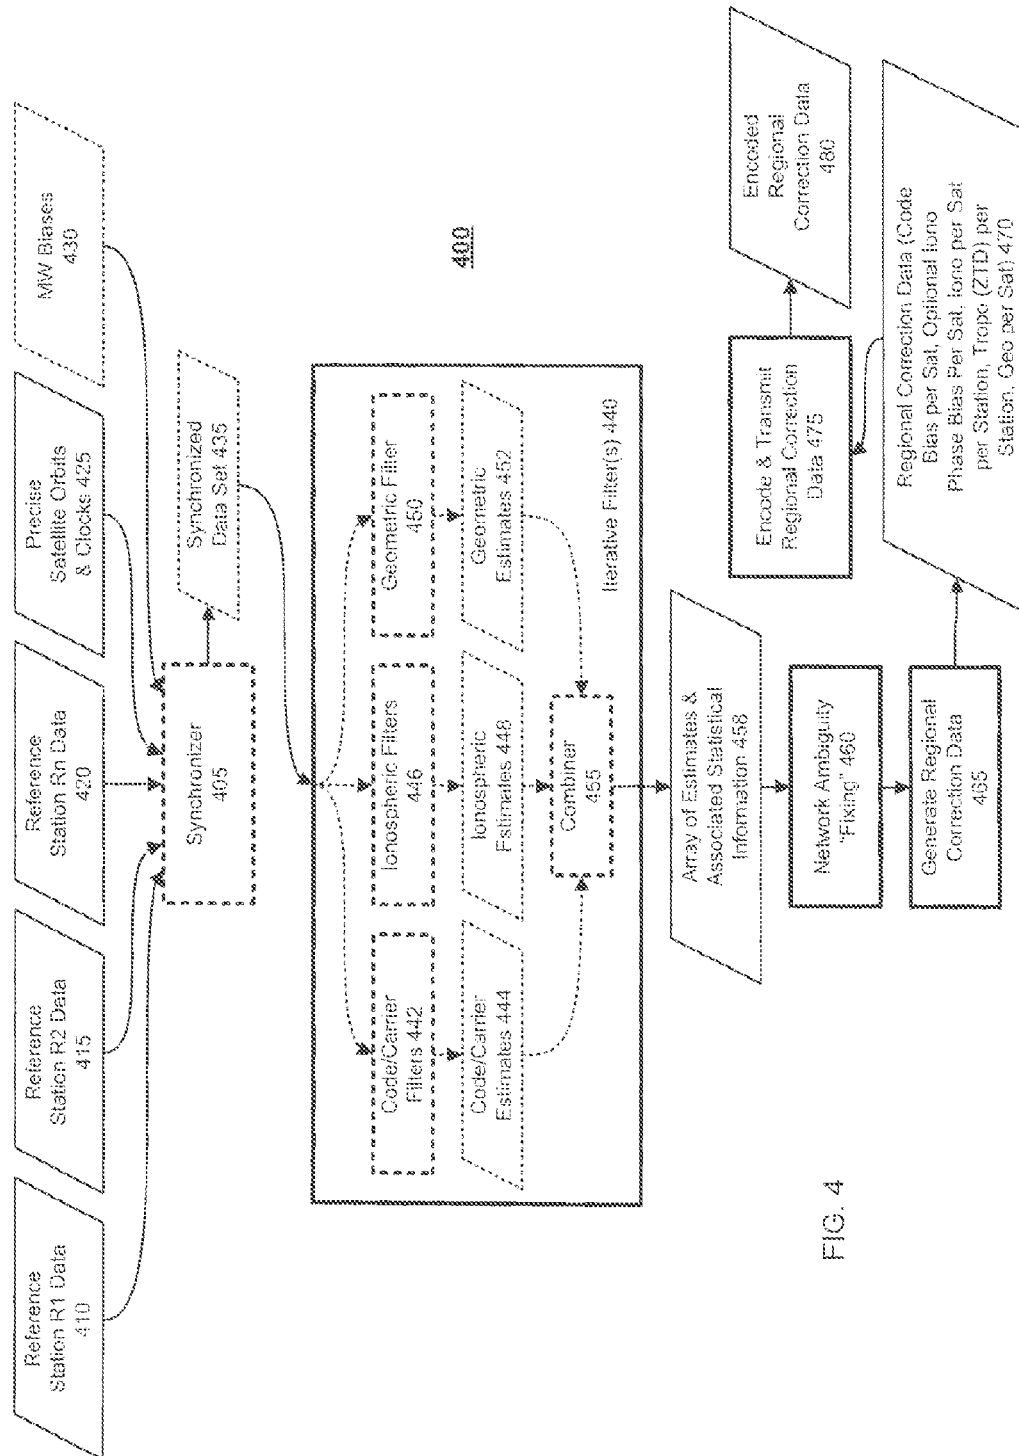 Reference
Station R1 Data
410
Reference
Station R2 Data
415
Reference
Station Rn Data
420
Precise
Satellite Orbits
& Clocks 425
MW Biases
430
Synchronizer
405
Synchronized
Data Set 435
400
Code/Carrier
Filters 442
Ionospheric Filters
446
Geometric Filter
450
Code/Carrier
Estimates 444
Ionospheric
Estimates 448
Geometric
Estimates 452
Combiner
455
Iterative Filter(s) 440
Array of Estimates &
Associated Statistical
Information 458
Network Ambiguity
"Fixing" 460
Generate Regional
Correction Data
465
Regional Correction Data (Code
Bias per Sat, Optional Iono
Phase Bias Per Sat, Iono per Sat
per Station, Tropo (ZTD) per
Station, Geo per Sat) 470
Encode & Transmit
Regional Correction
Data 475
Encoded
Regional
Correction Data
480
FIG. 4